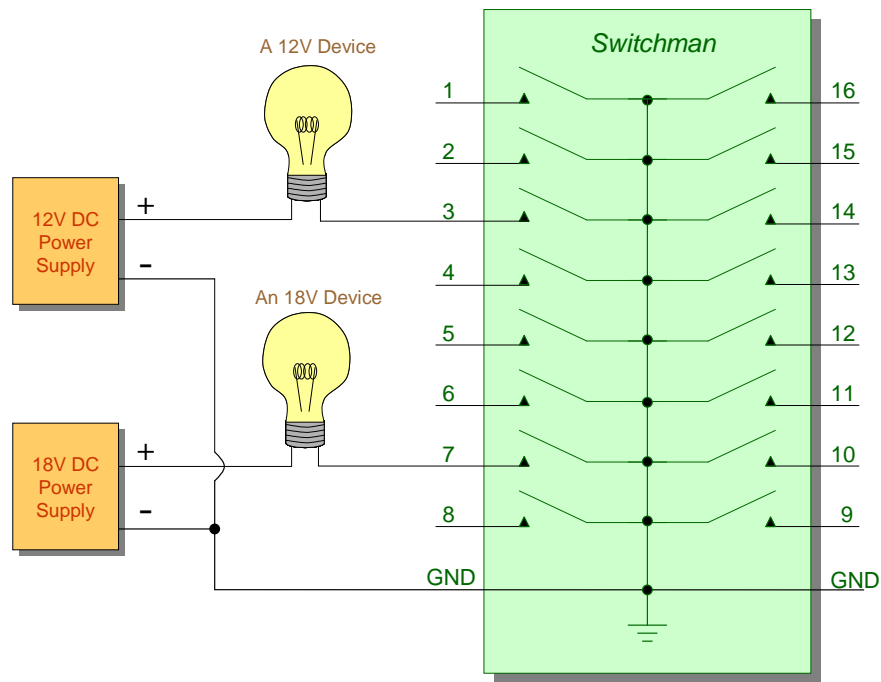 A 12V Device
Switchman
1
16
2
15
12V DC
Power
Supply
+
-
3
14
4
13
An 18V Device
5
12
6
11
18V DC
Power
Supply
+
-
7
10
8
9
GND
GND